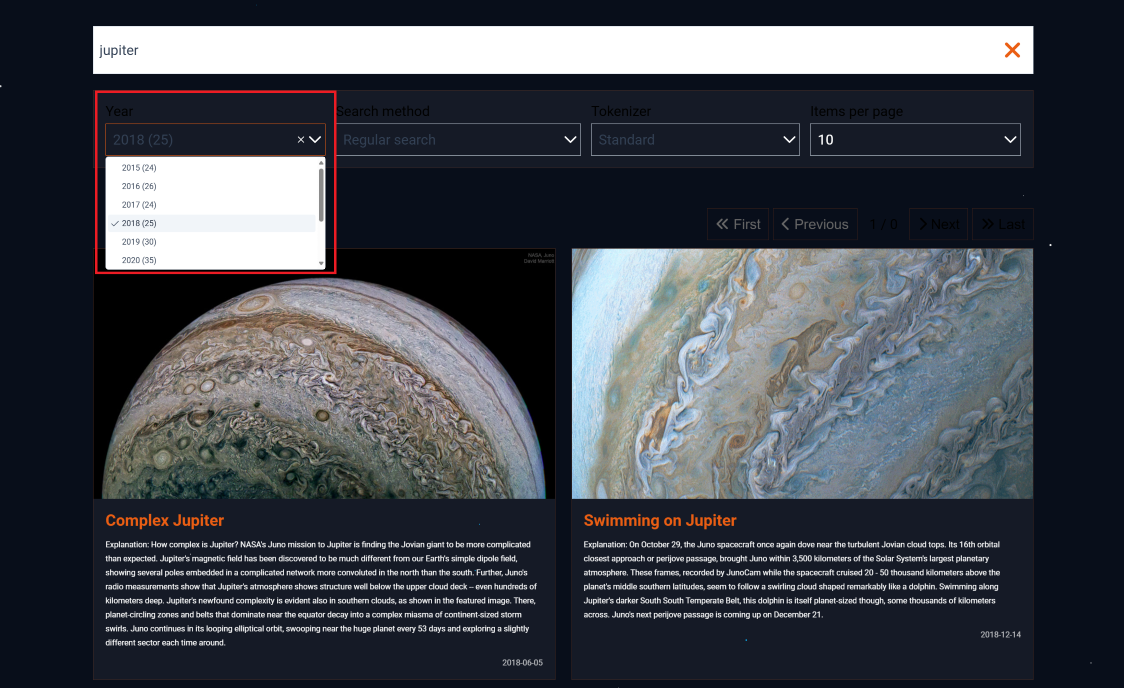 jupiter
Year
Search method
Tokenizer
Items per page
2018 (25)
Regular search
Standard
10
2015 (24)
2016 (26)
2017 (24)
2018 (25)
2019 (30)
2020 (35)
First
Previous
1 / 0
Next
Last
NASA, Juno
David Marriott
Complex Jupiter
Explanation: How complex is Jupiter? NASA's Juno mission to Jupiter is finding the Jovian giant to be more complicated
than expected. Jupiter's magnetic field has been discovered to be much different from our Earth's simple dipole field,
showing several poles embedded in a complicated network more convoluted in the north than the south. Further, Juno's
radio measurements show that Jupiter's atmosphere shows structure well below the upper cloud deck -- even hundreds of
kilometers deep. Jupiter's newfound complexity is evident also in southern clouds, as shown in the featured image. There,
planet-circling zones and belts that dominate near the equator decay into a complex miasma of continent-sized storm
swirls. Juno continues in its looping elliptical orbit, swooping near the huge planet every 53 days and exploring a slightly
different sector each time around.
2018-06-05
Swimming on Jupiter
Explanation: On October 29, the Juno spacecraft once again dove near the turbulent Jovian cloud tops. Its 16th orbital
closest approach or perijove passage, brought Juno within 3,500 kilometers of the Solar System's largest planetary
atmosphere. These frames, recorded by JunoCam while the spacecraft cruised 20 - 50 thousand kilometers above the
planet's middle southern latitudes, seem to follow a swirling cloud shaped remarkably like a dolphin. Swimming along
Jupiter's darker South South Temperate Belt, this dolphin is itself planet-sized though, some thousands of kilometers
across. Juno's next perijove passage is coming up on December 21.
2018-12-14